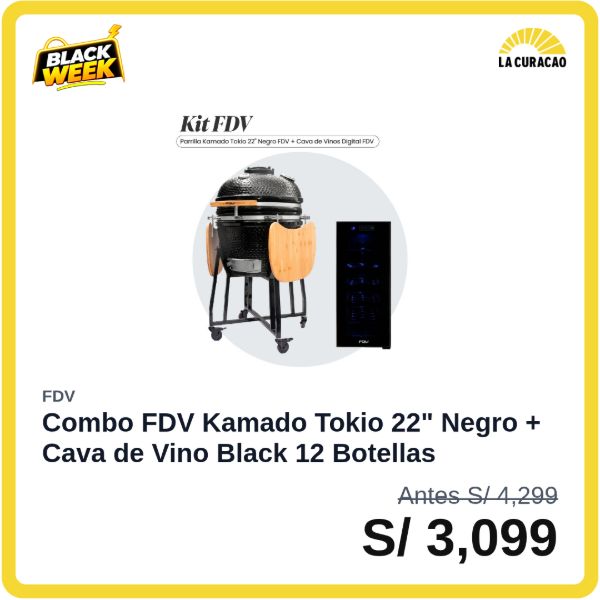 BLACK
WEEK
LA CURACAO
Kit FDV
Parrilla Kamado Tokio 22" Negro FDV + Cava de Vinos Digital FDV
FDV
FDV
Combo FDV Kamado Tokio 22" Negro +
Cava de Vino Black 12 Botellas
Antes S/ 4,299
S/ 3,099